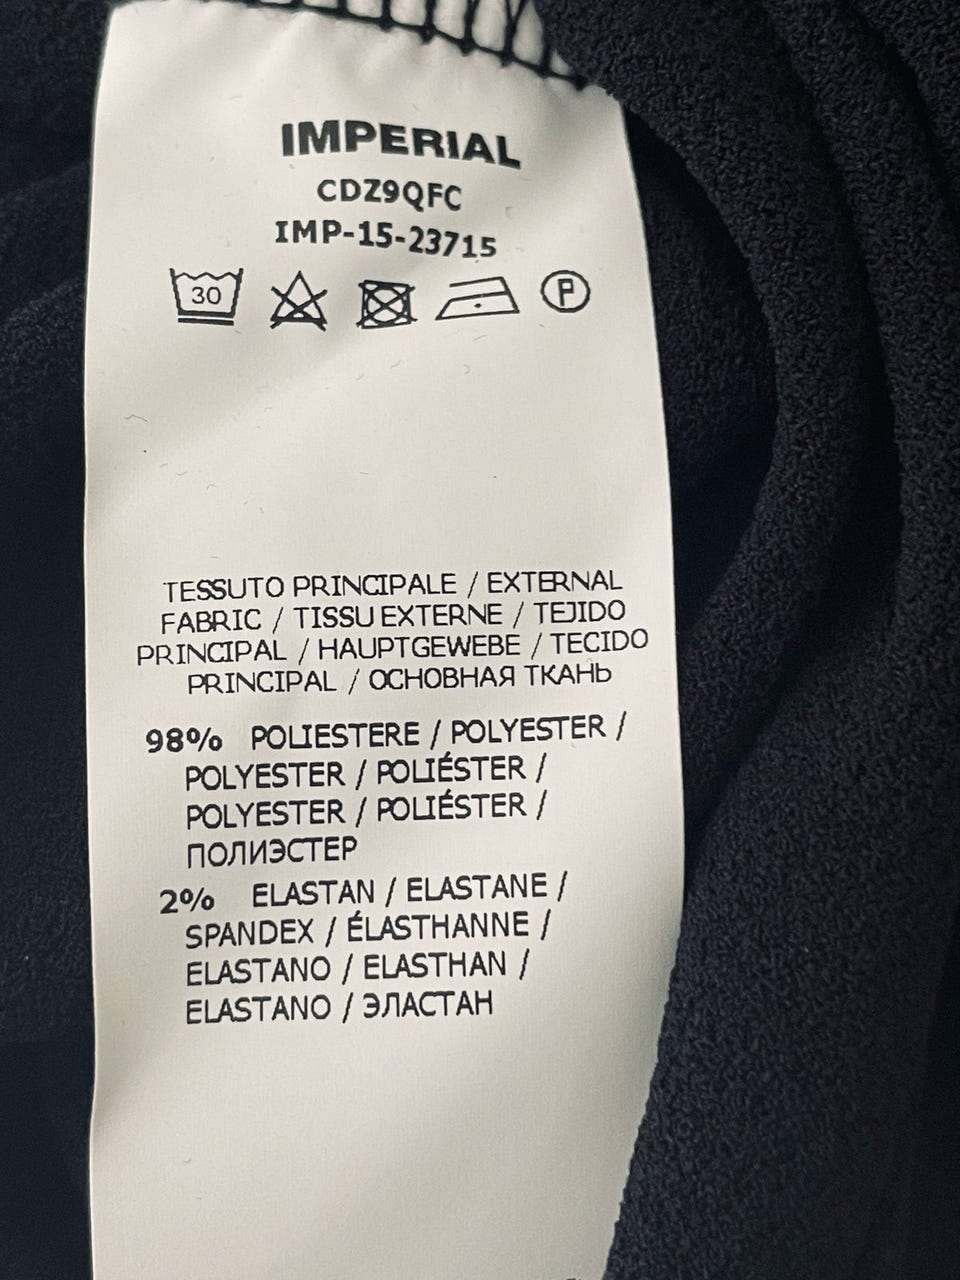 IMPERIAL
CDZ9QFC
IMP-15-23715
30 P
TESSUTO PRINCIPALE / EXTERNAL
FABRIC / TISSU EXTERNE / TEJIDO
PRINCIPAL / HAUPTGEWEBE / TECIDO
PRINCIPAL / ОСНОВНАЯ ТКАНЬ
98% POLIESTERE / POLYESTER /
POLYESTER / POLIÉSTER /
POLYESTER / POLIÉSTER /
ПОЛИЭСТЕР
2% ELASTAN / ELASTANE /
SPANDEX / ÉLASTHANNE /
ELASTANO / ELASTHAN /
ELASTANO / ЭЛАСТАН